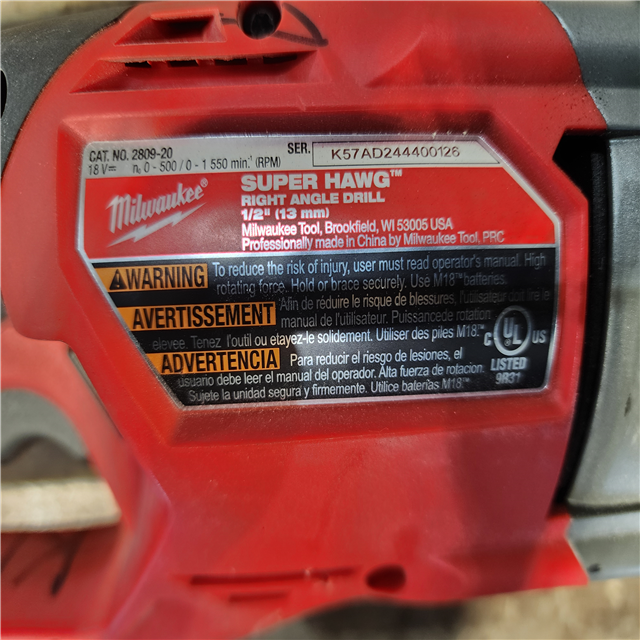 CAT. NO. 2809-20
18V⎓ n₀ 0 - 500 / 0 - 1 550 min⁻¹ (RPM)
SER. K57AD244400126
Milwaukee®
SUPER HAWG™
RIGHT ANGLE DRILL
1/2" (13 mm)
Milwaukee Tool, Brookfield, WI 53005 USA
Professionally made in China by Milwaukee Tool, PRC
WARNING To reduce the risk of injury, user must read operator's manual. High
rotating force. Hold or brace securely. Use M18™ batteries.
AVERTISSEMENT Afin de réduire le risque de blessures, l'utilisateur doit lire le
manual de l'utilisateur. Puissancede rotation
elevee. Tenez l'outil ou etayez-le solidement. Utiliser des piles M18™.
ADVERTENCIA Para reducir el riesgo de lesiones, el
usuario debe leer el manual del operador. Alta fuerza de rotacion.
Sujete la unidad segura y firmemente. Utilice baterías M18™.
C UL US
LISTED
9R31